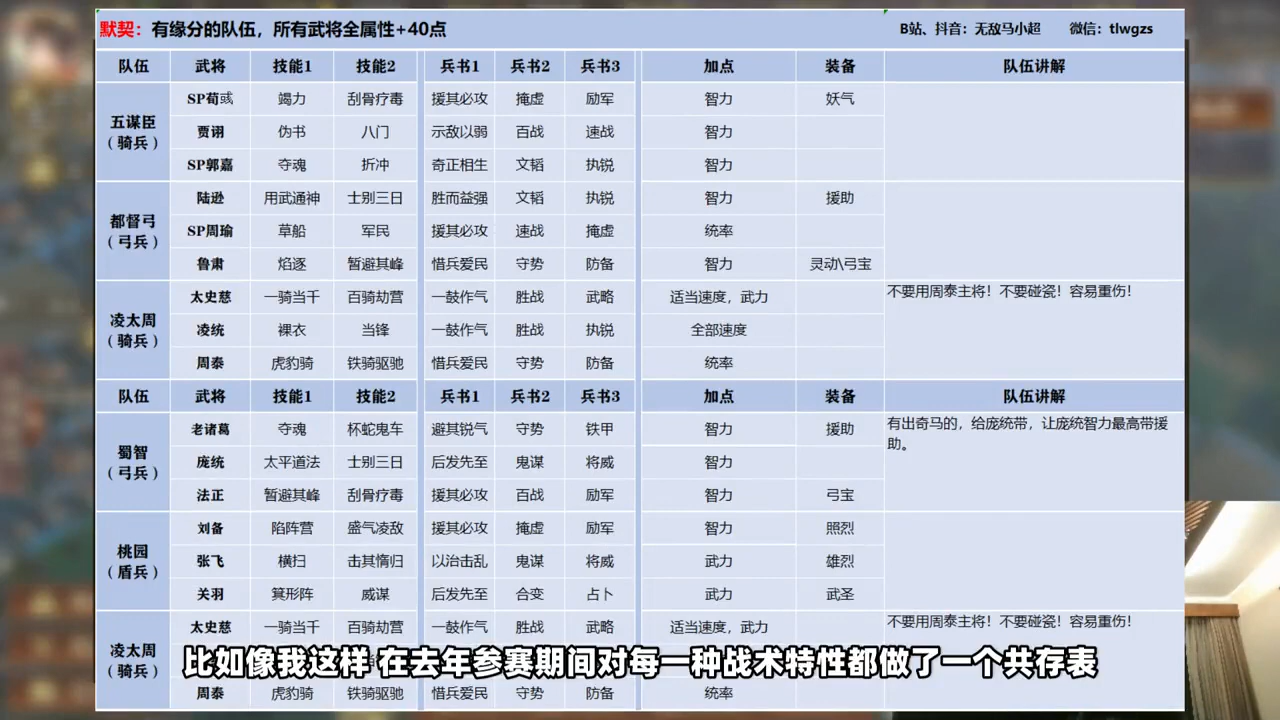 默契：有缘分的队伍，所有武将全属性+40点 B站、抖音：无敌马小超 微信：tlwgzs
队伍 武将 技能1 技能2 兵书1 兵书2 兵书3 加点 装备 队伍讲解
五谋臣（骑兵）
SP荀彧 竭力 刮骨疗毒 援其必攻 掩虚 励军 智力 妖气
贾诩 伪书 八门 示敌以弱 百战 速战 智力
SP郭嘉 夺魂 折冲 奇正相生 文韬 执锐 智力
都督弓（弓兵）
陆逊 用武通神 士别三日 胜而益强 文韬 执锐 智力 援助
SP周瑜 草船 军民 援其必攻 速战 掩虚 统率
鲁肃 焰逐 暂避其峰 惜兵爱民 守势 防备 智力 灵动\弓宝
凌太周（骑兵）
太史慈 一骑当千 百骑劫营 一鼓作气 胜战 武略 适当速度，武力 不要用周泰主将！不要碰瓷！容易重伤！
凌统 裸衣 当锋 一鼓作气 胜战 执锐 全部速度
周泰 虎豹骑 铁骑驱驰 惜兵爱民 守势 防备 统率
队伍 武将 技能1 技能2 兵书1 兵书2 兵书3 加点 装备 队伍讲解
蜀智（弓兵）
老诸葛 夺魂 杯蛇鬼车 避其锐气 守势 铁甲 智力 援助 有出奇马的，给庞统带，让庞统智力最高带援助。
庞统 太平道法 士别三日 后发先至 鬼谋 将威 智力
法正 暂避其峰 刮骨疗毒 援其必攻 百战 励军 智力 弓宝
桃园（盾兵）
刘备 陷阵营 盛气凌敌 援其必攻 掩虚 励军 智力 照烈
张飞 横扫 击其惰归 以治击乱 鬼谋 将威 武力 雄烈
关羽 箕形阵 威谋 后发先至 合变 占卜 武力 武圣
凌太周（骑兵）
太史慈 一骑当千 百骑劫营 一鼓作气 胜战 武略 适当速度，武力 不要用周泰主将！不要碰瓷！容易重伤！
比如像我这样 在去年参赛期间对每一种战术特性都做了一个共存表
周泰 虎豹骑 铁骑驱驰 惜兵爱民 守势 防备 统率